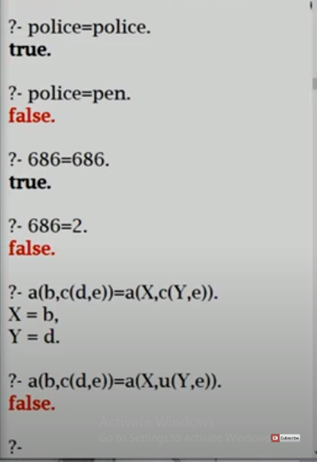 ?- police=police.
true.
?- police=pen.
false.
?- 686=686.
true.
?- 686=2.
false.
?- a(b,c(d,e))=a(X,c(Y,e)).
X = b,
Y = d.
?- a(b,c(d,e))=a(X,u(Y,e)).
false.
Activate Windows
Go to Settings to activate Windows.
Subscribe
?-